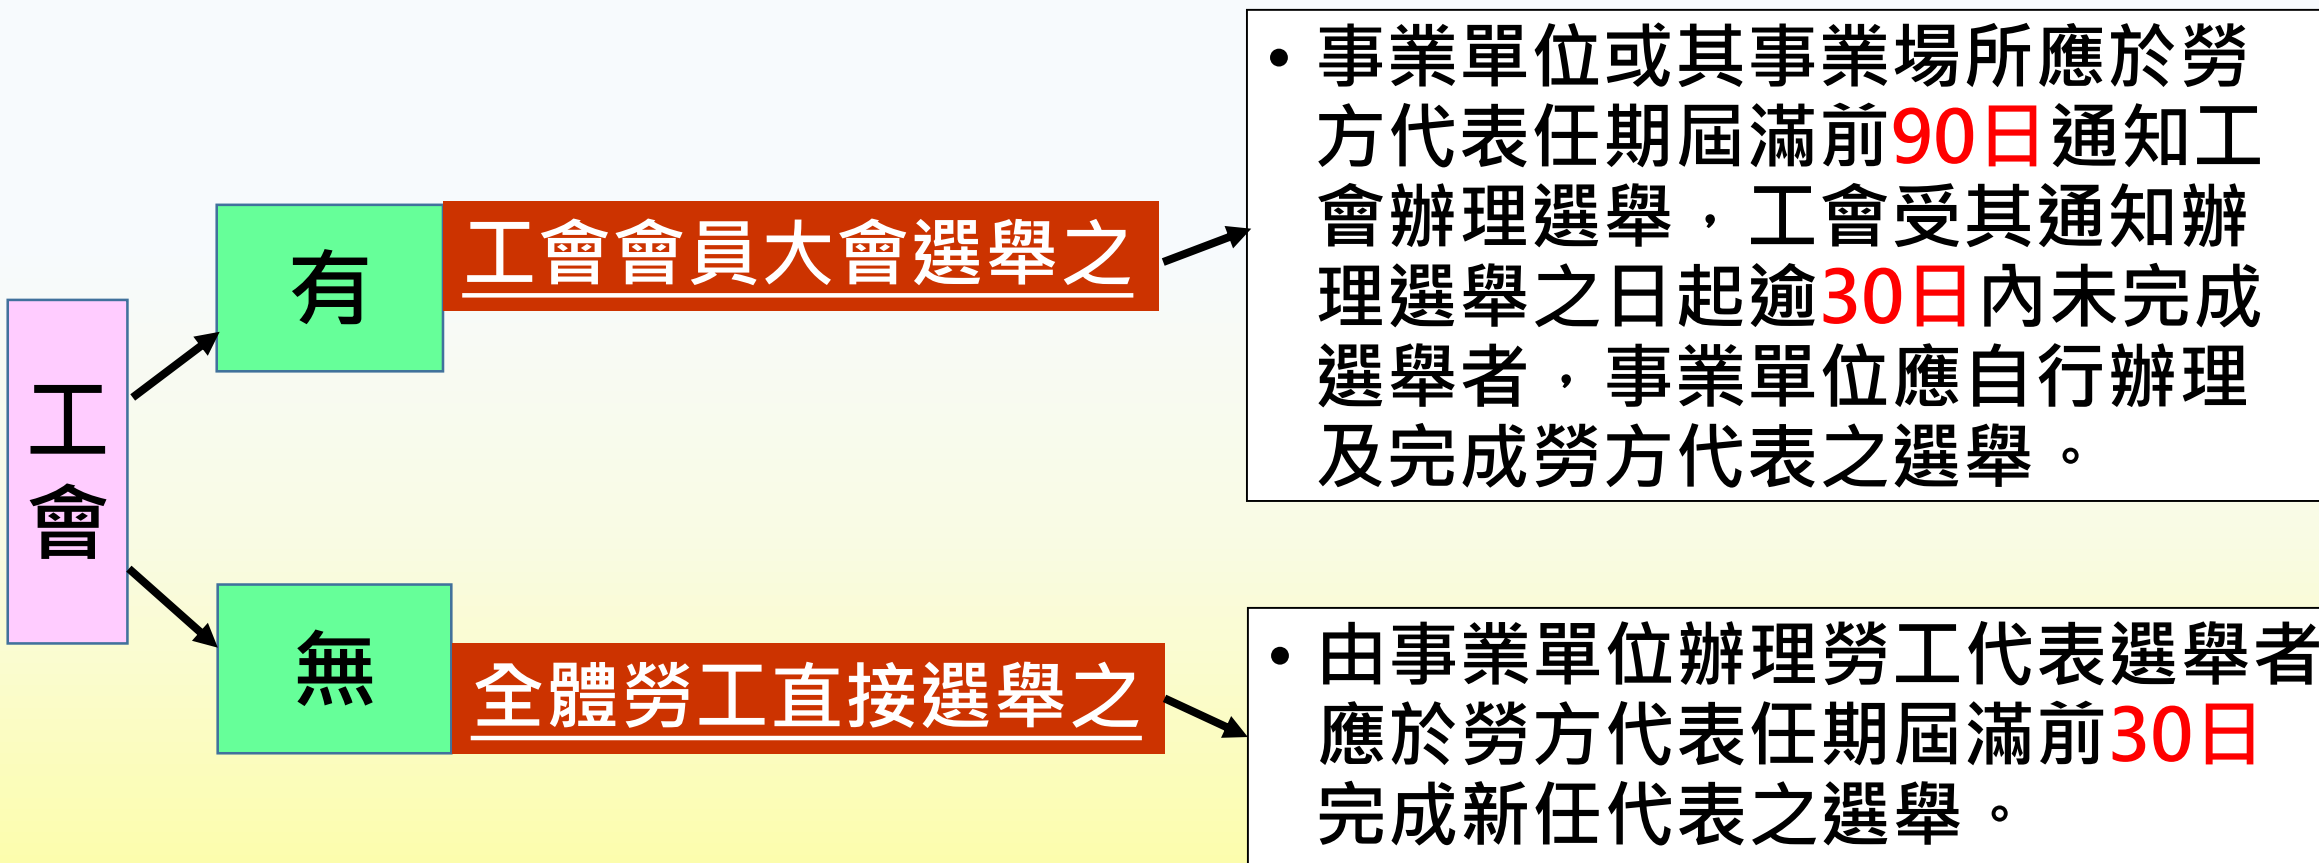 工
會
有
工會會員大會選舉之
• 事業單位或其事業場所應於勞
方代表任期屆滿前90日通知工
會辦理選舉，工會受其通知辦
理選舉之日起逾30日內未完成
選舉者，事業單位應自行辦理
及完成勞方代表之選舉。
無
全體勞工直接選舉之
• 由事業單位辦理勞工代表選舉者
應於勞方代表任期屆滿前30日
完成新任代表之選舉。